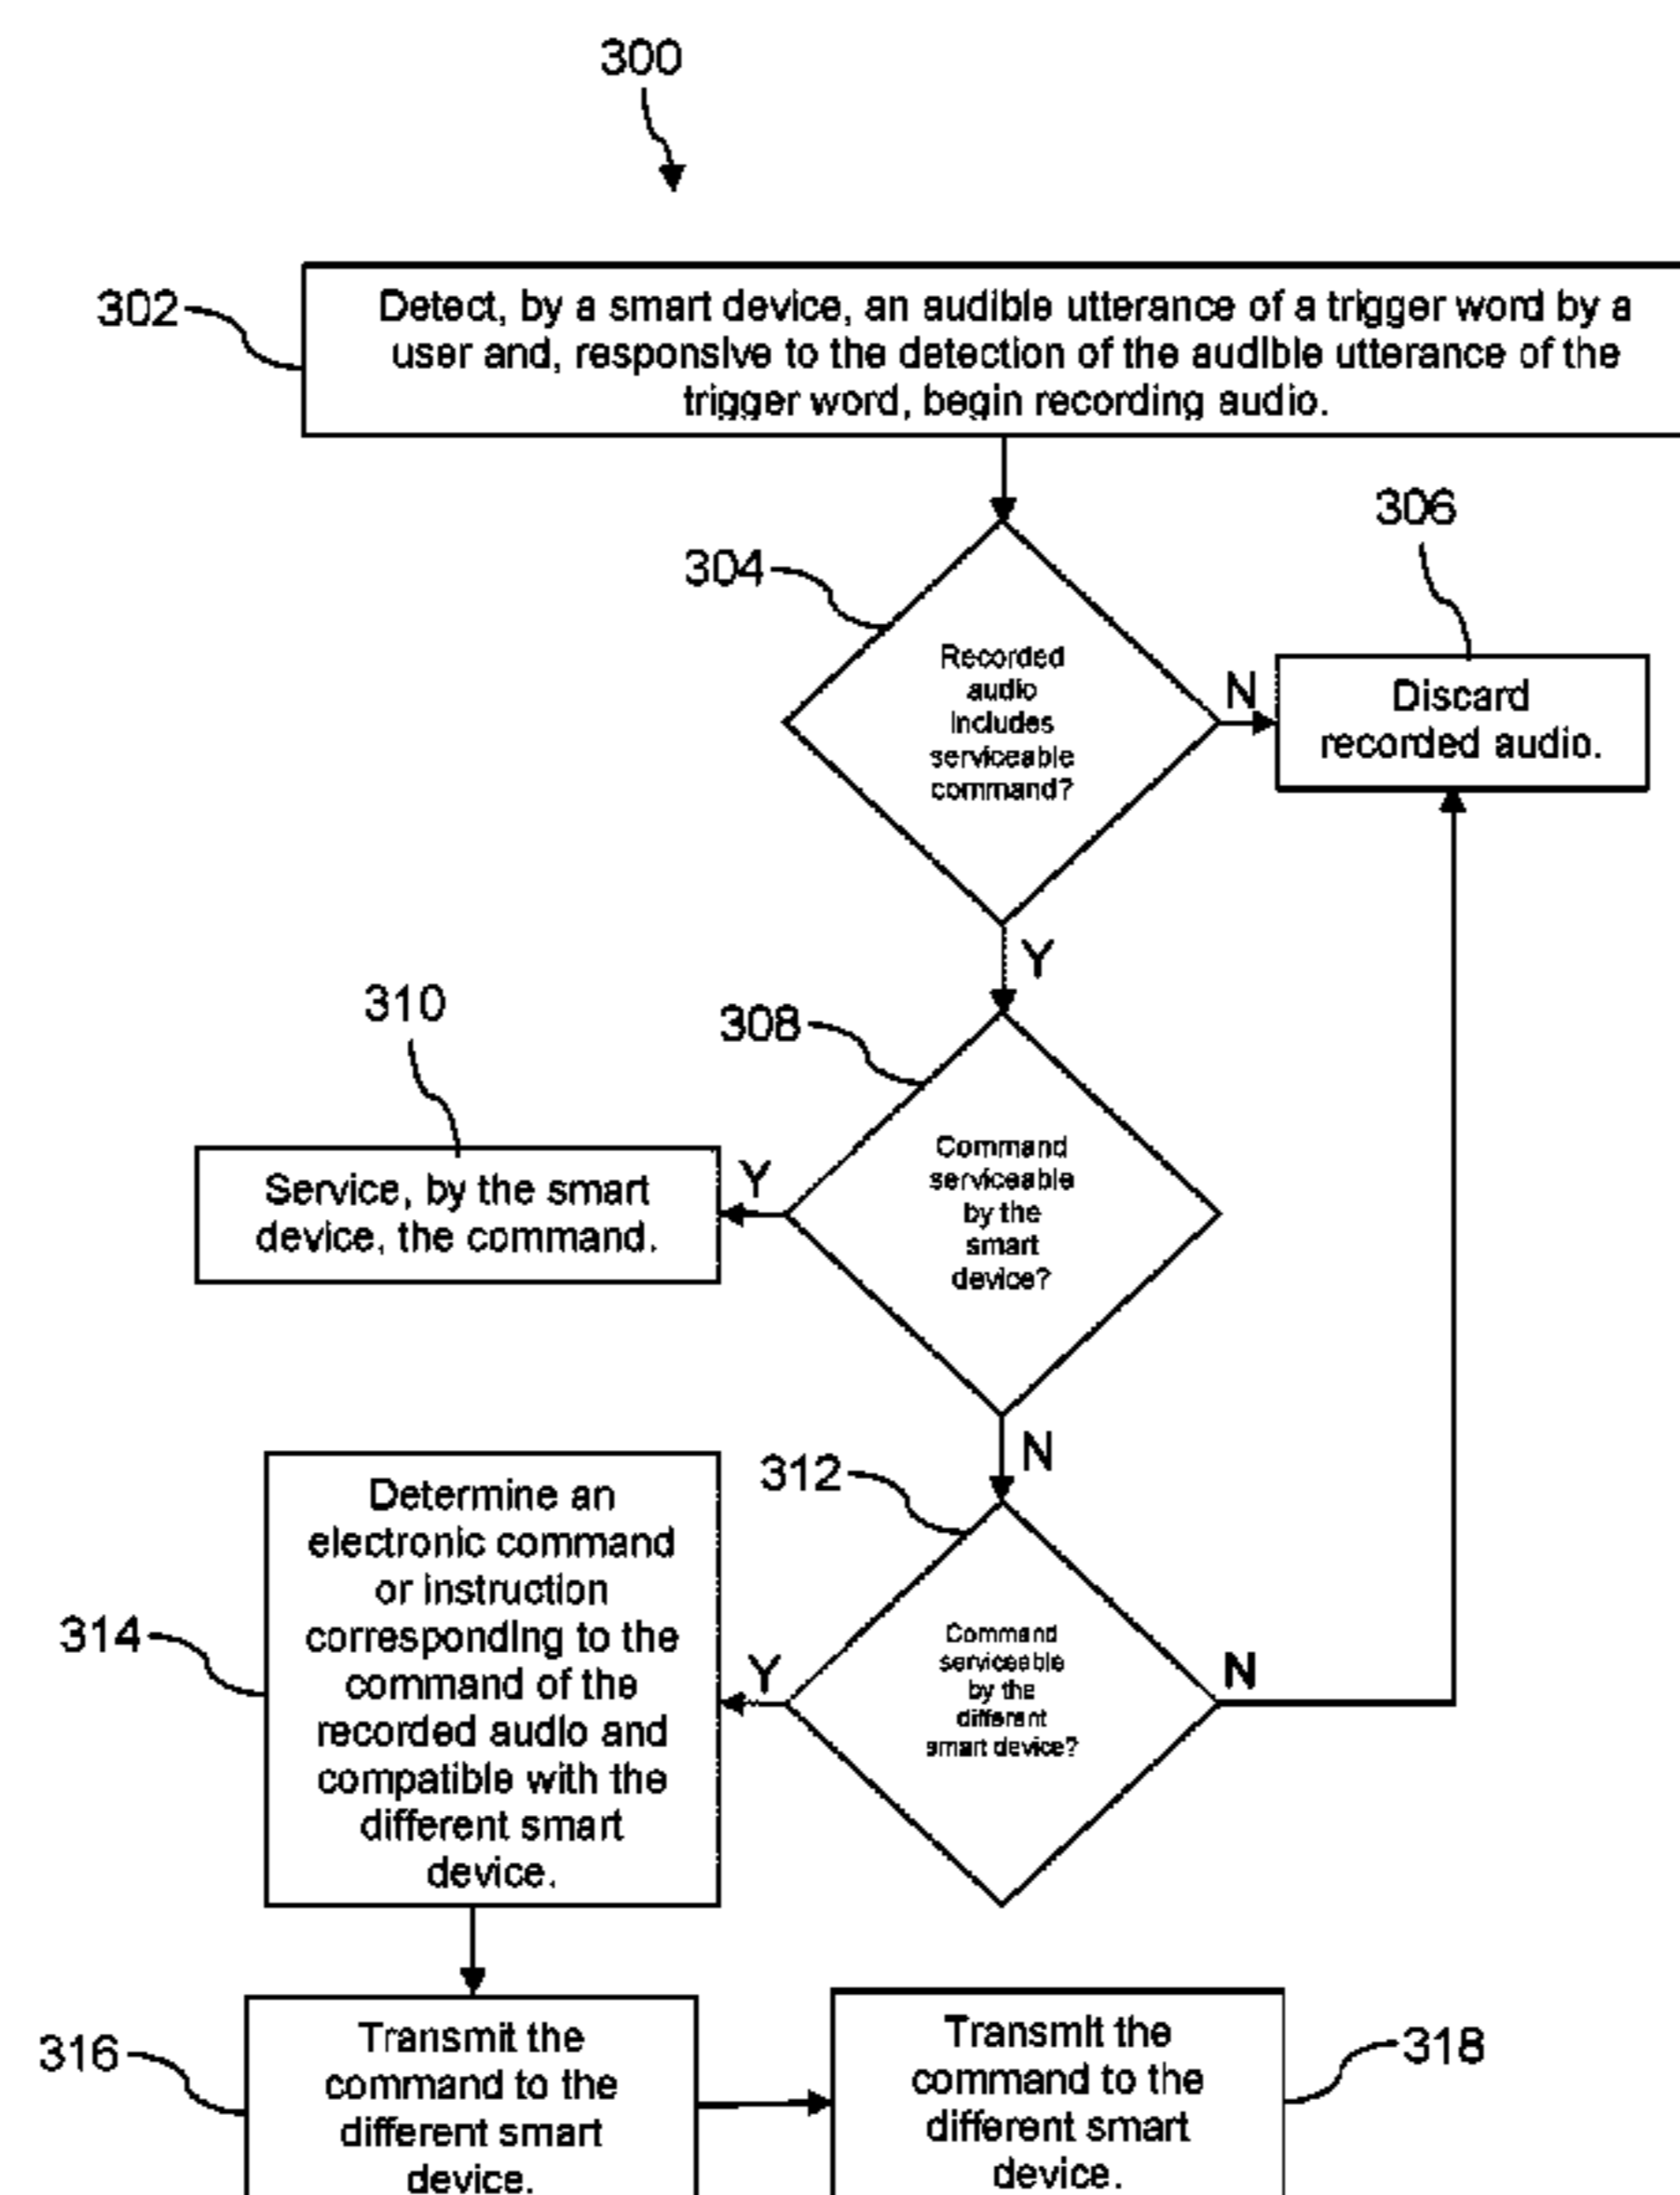 300
302
Detect, by a smart device, an audible utterance of a trigger word by a
user and, responsive to the detection of the audible utterance of the
trigger word, begin recording audio.
304
Recorded
audio
includes
serviceable
command?
N
306
Discard
recorded audio.
Y
308
Command
serviceable
by the
smart
device?
Y
310
Service, by the smart
device, the command.
N
312
Command
serviceable
by the
different
smart device?
N
Y
314
Determine an
electronic command
or instruction
corresponding to the
command of the
recorded audio and
compatible with the
different smart
device.
316
Transmit the
command to the
different smart
device.
Transmit the
command to the
different smart
device.
318